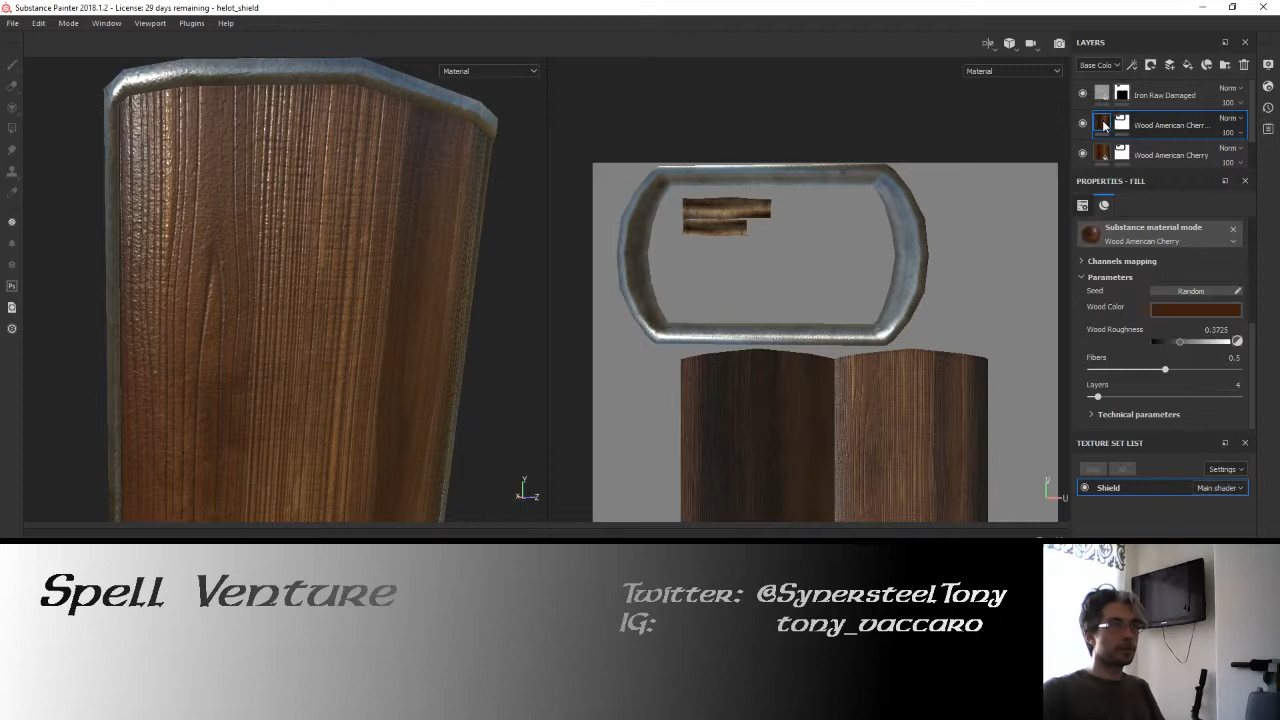 Substance Painter 2018.1.2 - License: 29 days remaining - helot_shield
File Edit Mode Window Viewport Plugins Help
Material
Material
LAYERS
Base Colo
Norm
Iron Raw Damaged
100
Norm
Wood American Cherr...
100
Norm
Wood American Cherry
100
PROPERTIES - FILL
Substance material mode
Wood American Cherry
Channels mapping
Parameters
Seed Random
Wood Color
Wood Roughness 0.3725
Fibers 0.5
Layers 4
Technical parameters
TEXTURE SET LIST
Settings
Shield Main shader
Ps
Y
X Z
U
Spell Venture
Twitter: @SynersteelTony
IG: tony_vaccaro